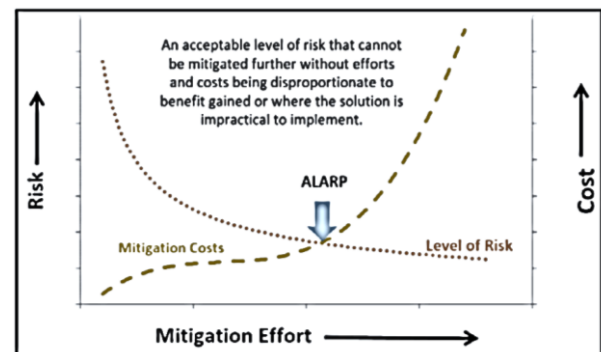 An acceptable level of risk that cannot
be mitigated further without efforts
and costs being disproportionate to
benefit gained or where the solution is
impractical to implement.
Risk
Cost
ALARP
Mitigation Costs
Level of Risk
Mitigation Effort